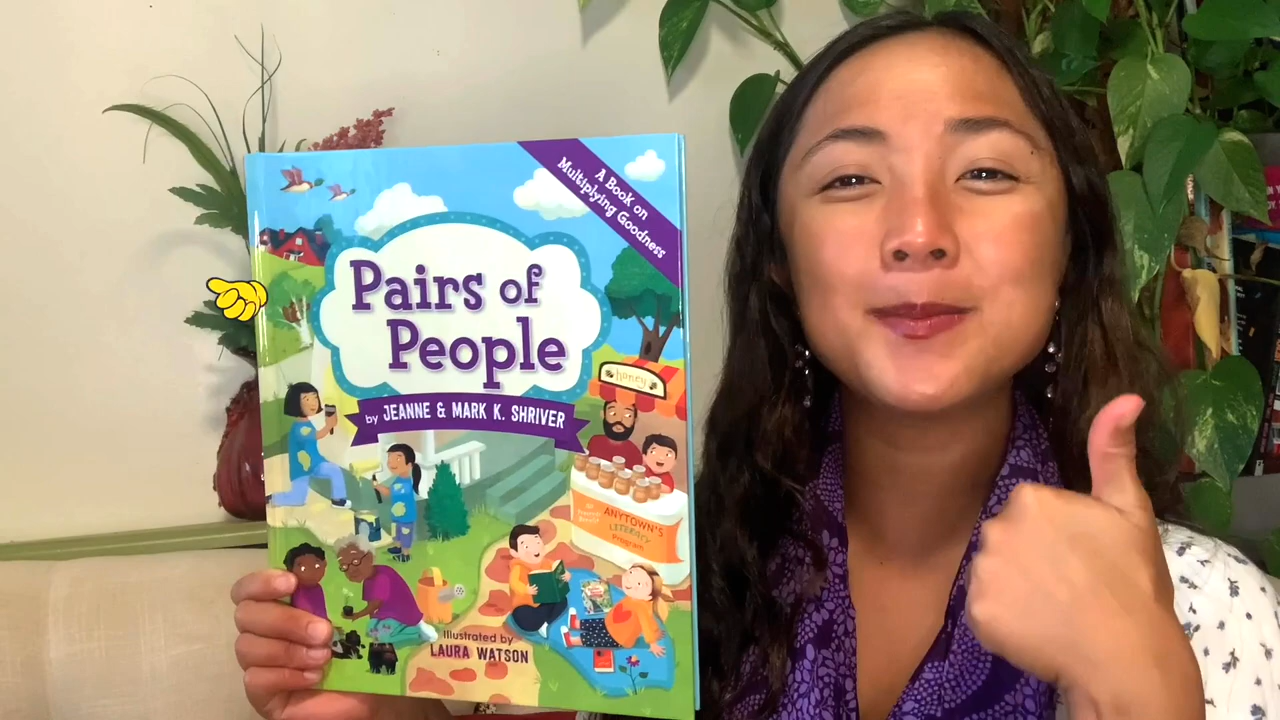 A Book on
Multiplying Goodness
Pairs of
People
by JEANNE & MARK K. SHRIVER
honey
ANYTOWN'S
LITERACY
Program
Illustrated by
LAURA WATSON